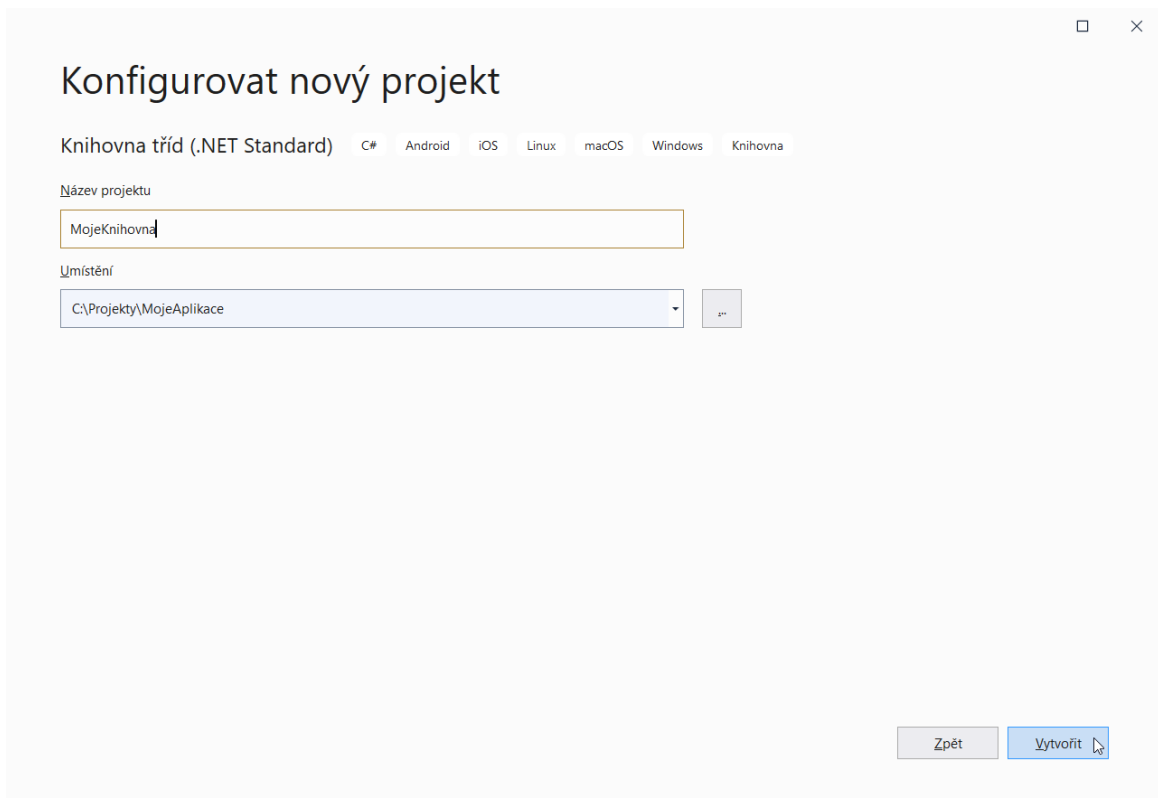 Konfigurovat nový projekt
Knihovna tříd (.NET Standard) C# Android iOS Linux macOS Windows Knihovna
Název projektu
MojeKnihovna
Umístění
C:\Projekty\MojeAplikace
...
Zpět Vytvořit